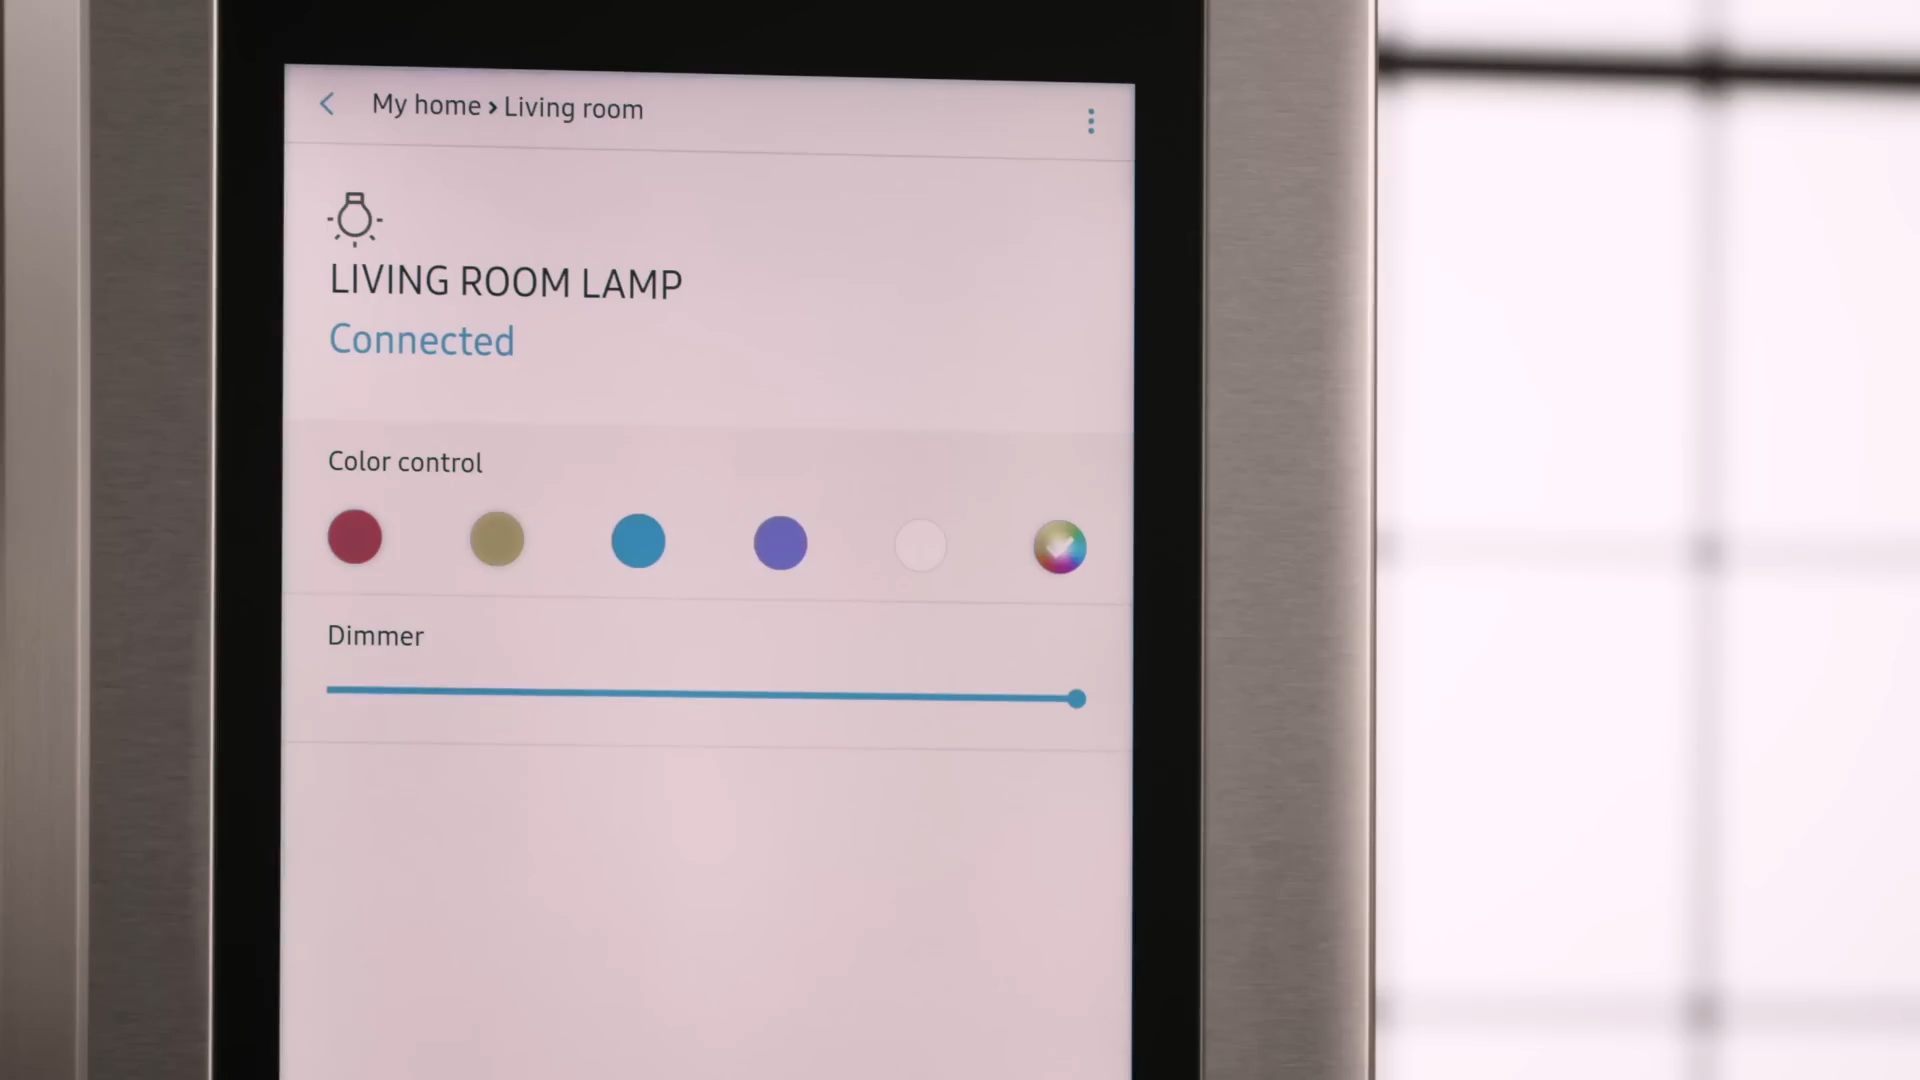 My home > Living room
LIVING ROOM LAMP
Connected
Color control
Dimmer